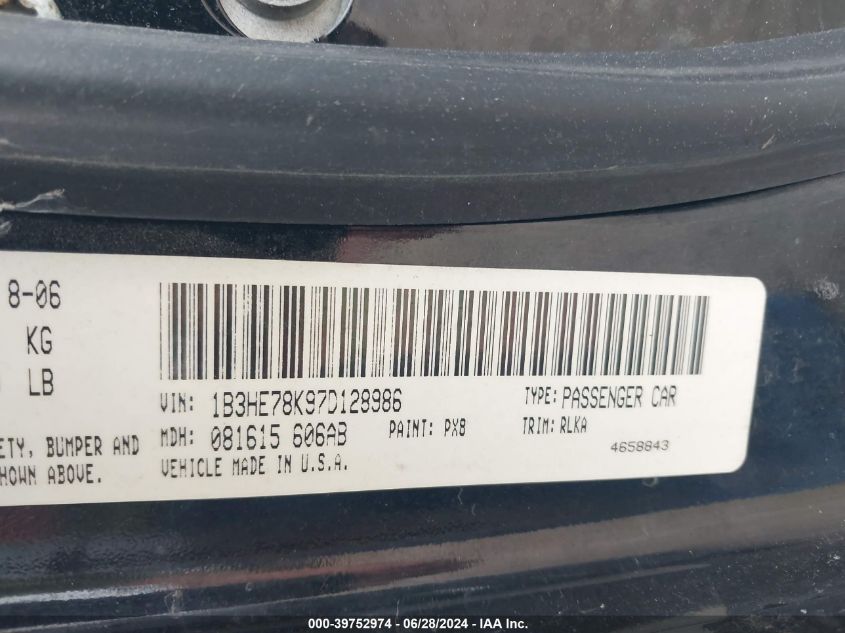 8-06
KG
LB
VIN: 1B3HE78K97D128986
TYPE: PASSENGER CAR
ETY, BUMPER AND
MDH: 081615 606AB
PAINT: PX8
TRIM: RLKA
HOWN ABOVE.
VEHICLE MADE IN U.S.A.
4658843
000-39752974 / 06/28/2024 - IAA Inc.